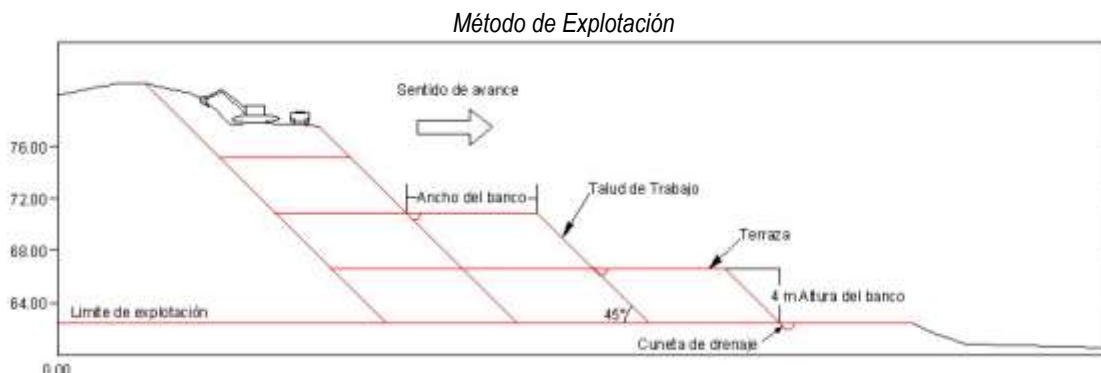 Método de Explotación
Sentido de avance
76.00
72.00
Ancho del banco
Talud de Trabajo
68.00
Terraza
64.00
4 m Altura del banco
Limite de explotación
45°
Cuneta de drenaje
0.00